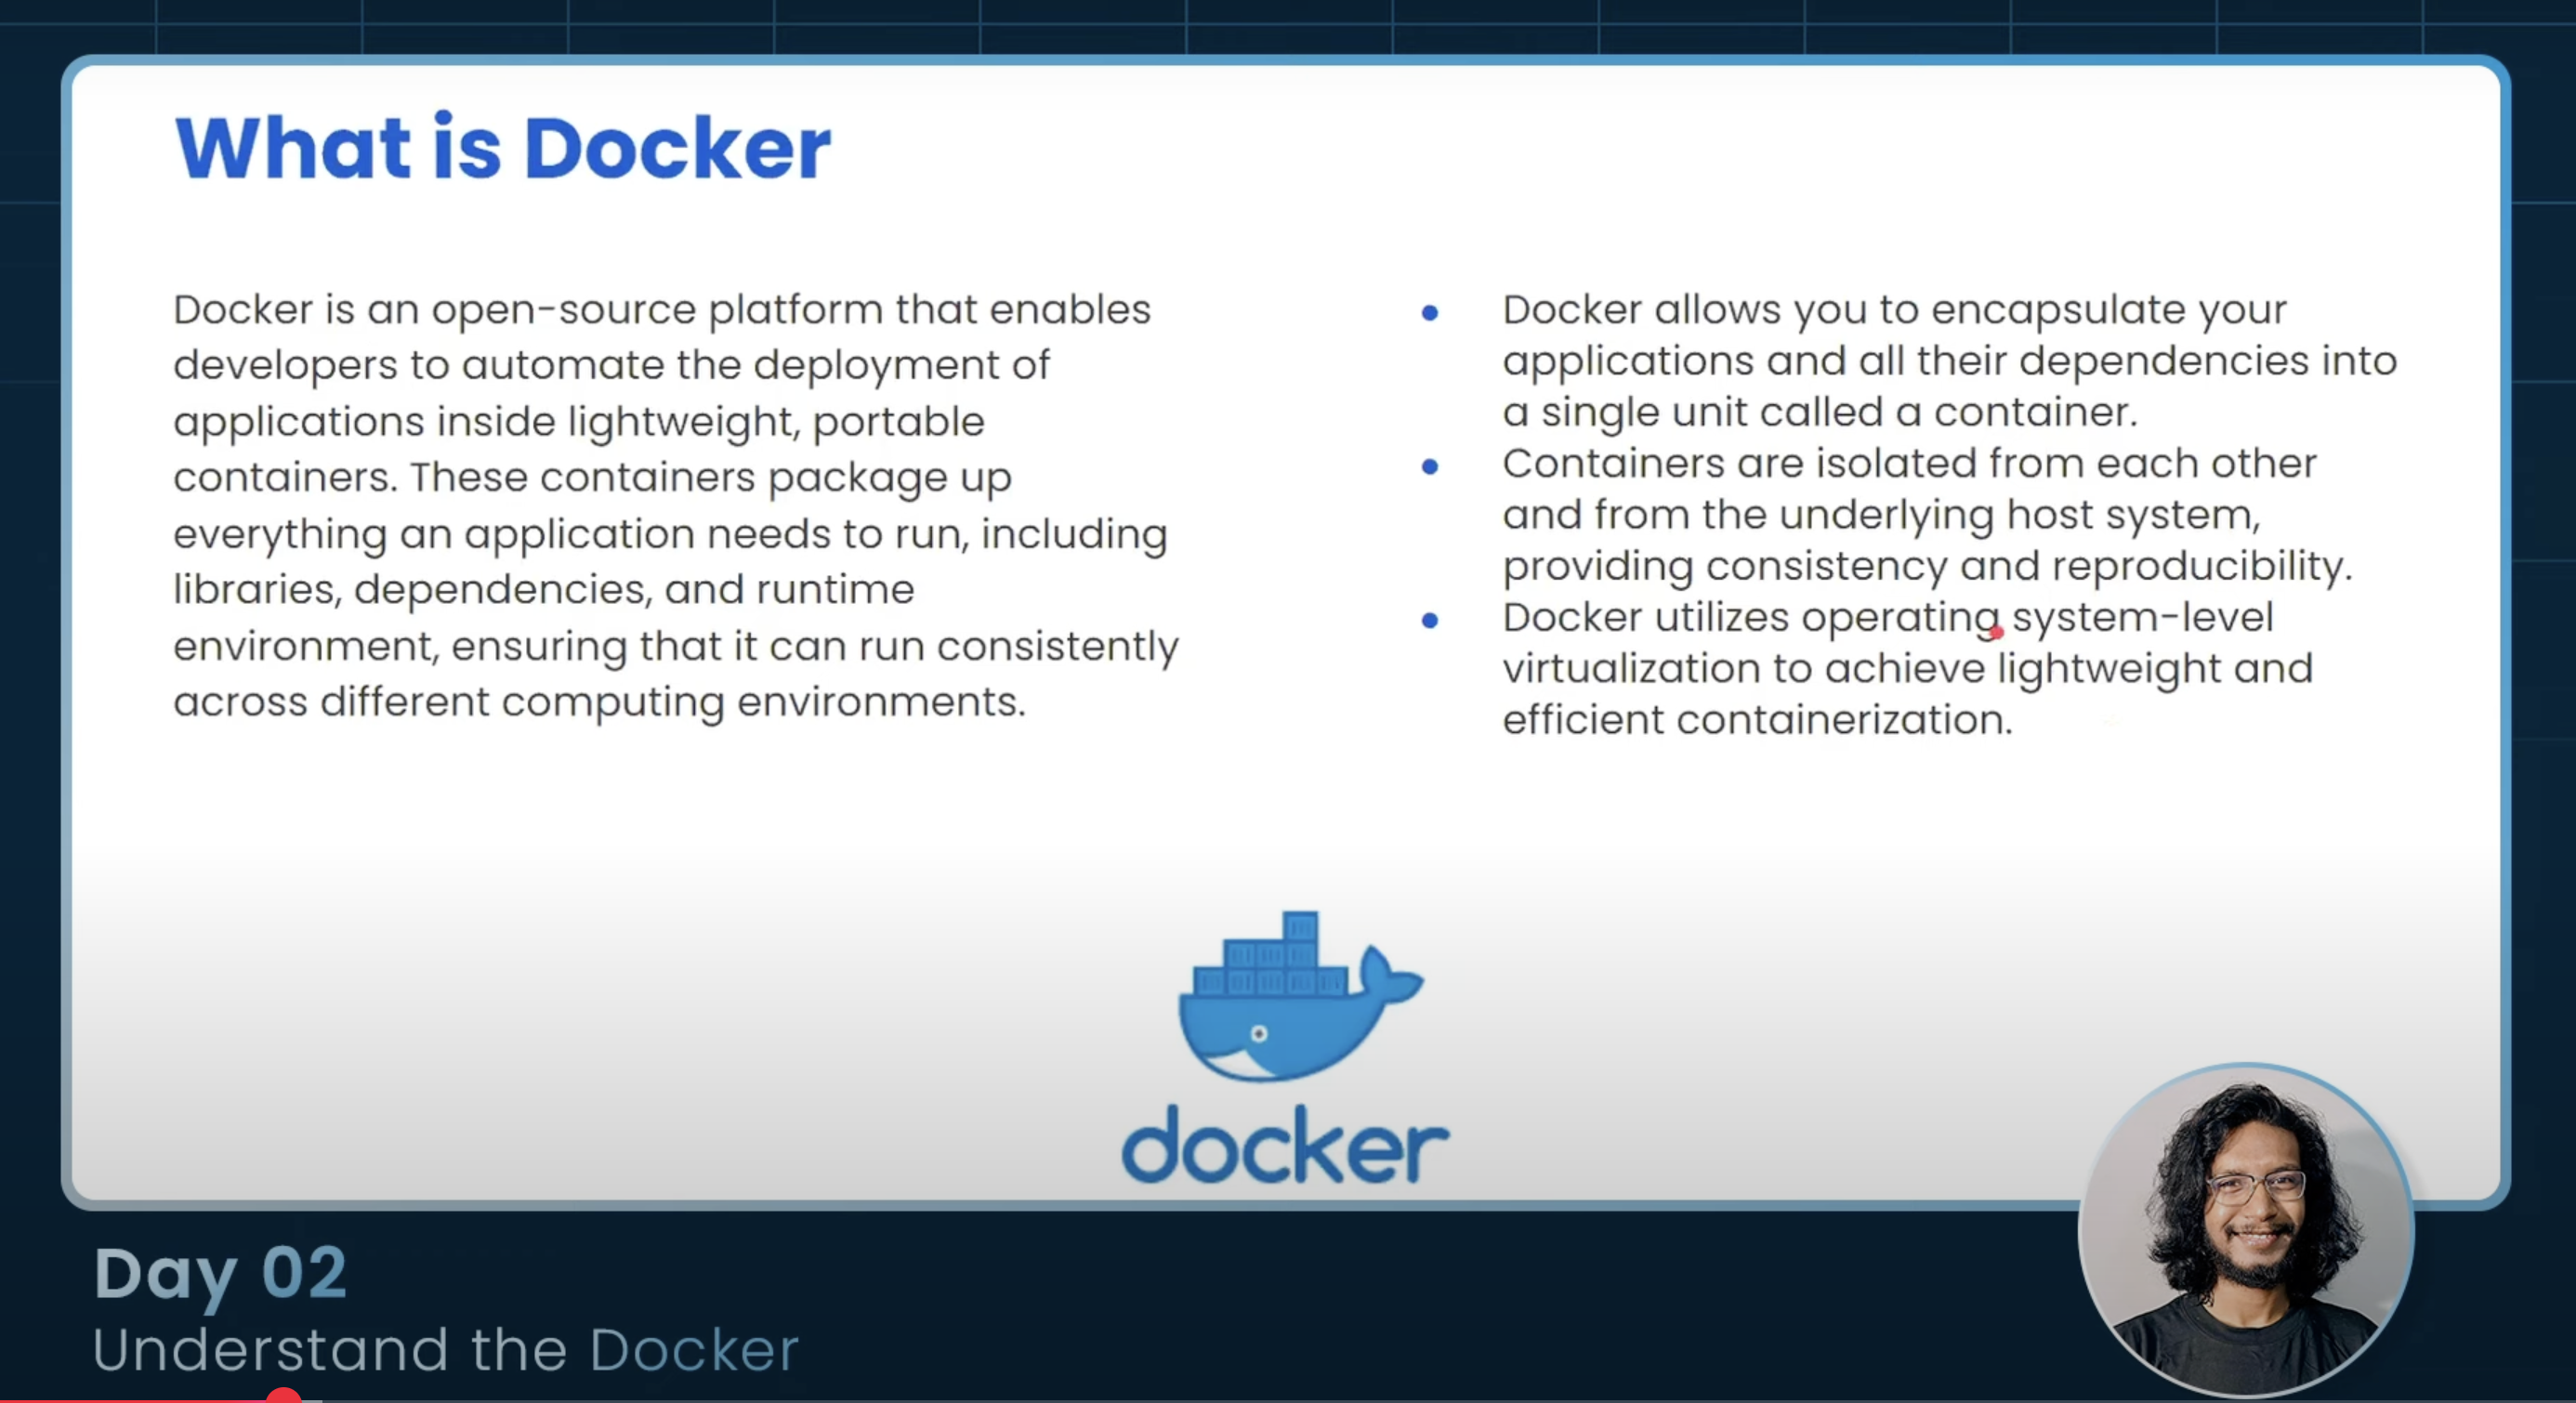 What is Docker
Docker is an open-source platform that enables
developers to automate the deployment of
applications inside lightweight, portable
containers. These containers package up
everything an application needs to run, including
libraries, dependencies, and runtime
environment, ensuring that it can run consistently
across different computing environments.
• Docker allows you to encapsulate your
applications and all their dependencies into
a single unit called a container.
• Containers are isolated from each other
and from the underlying host system,
providing consistency and reproducibility.
• Docker utilizes operating system-level
virtualization to achieve lightweight and
efficient containerization.
docker
Day 02
Understand the Docker